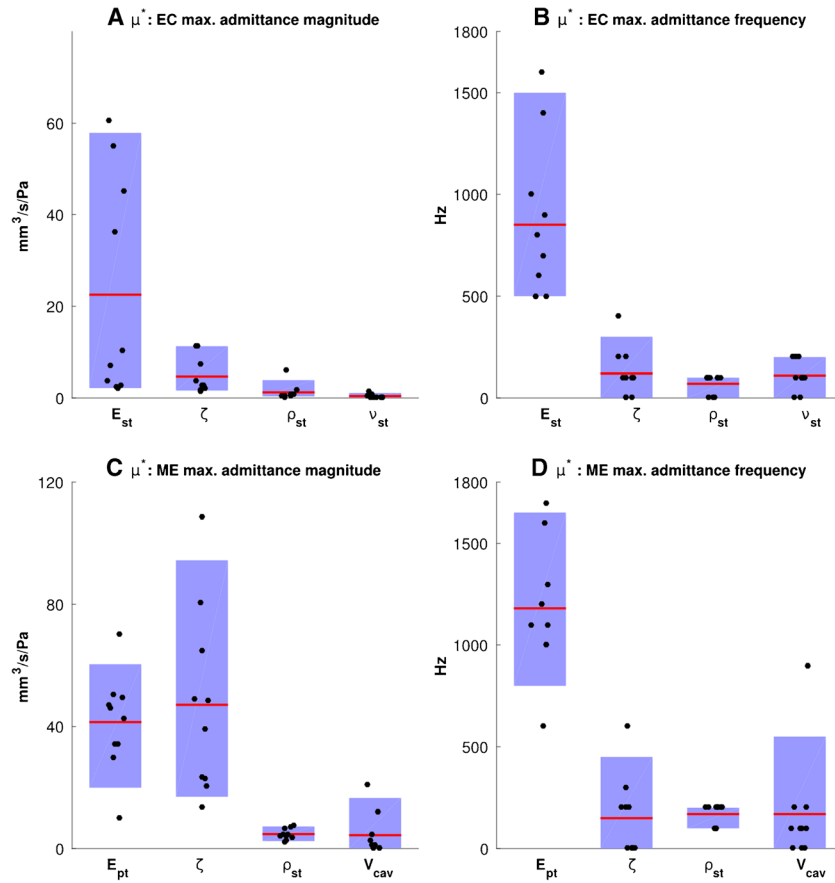 A μ* : EC max. admittance magnitude
60
40
20
0
mm³/s/Pa
E_st ζ ρ_st ν_st
B μ* : EC max. admittance frequency
1800
1500
1000
500
0
Hz
E_st ζ ρ_st ν_st
C μ* : ME max. admittance magnitude
120
80
40
0
mm³/s/Pa
E_pt ζ ρ_st V_cav
D μ* : ME max. admittance frequency
1800
1500
1000
500
0
Hz
E_pt ζ ρ_st V_cav